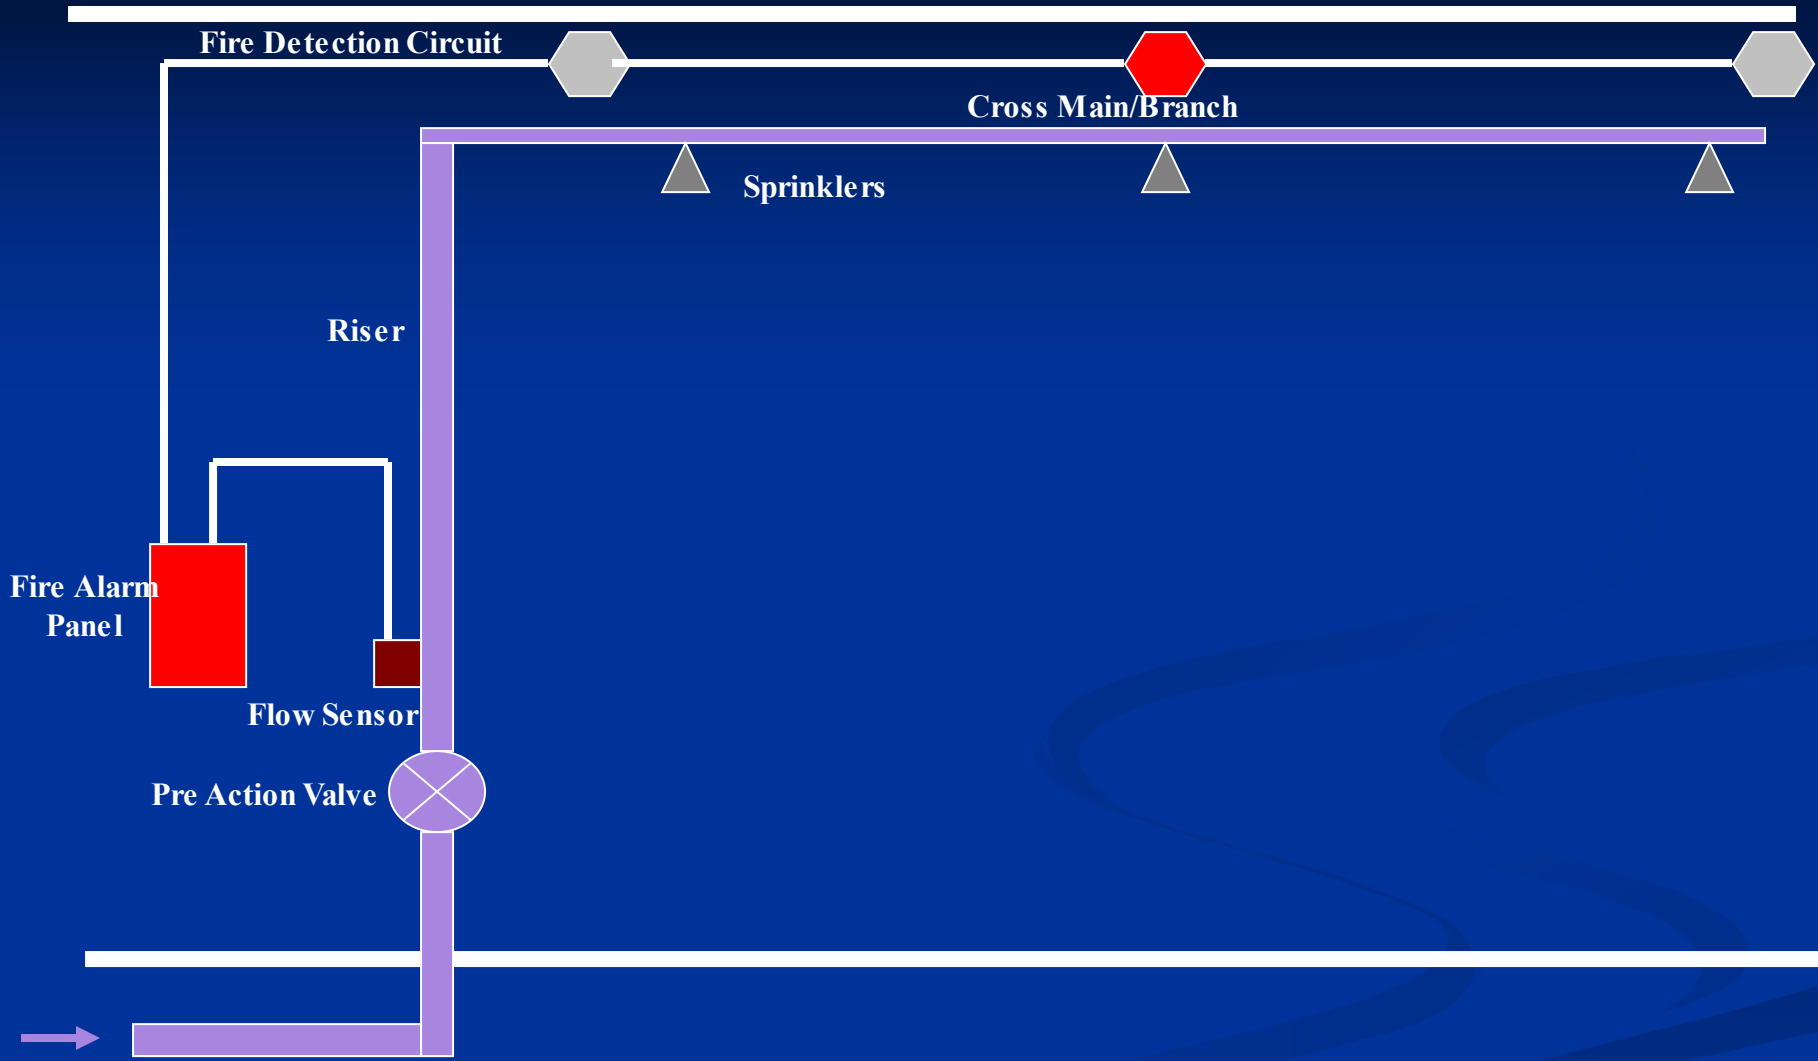 Fire Detection Circuit
Cross Main/Branch
Sprinklers
Riser
Fire Alarm
Panel
Flow Sensor
Pre Action Valve